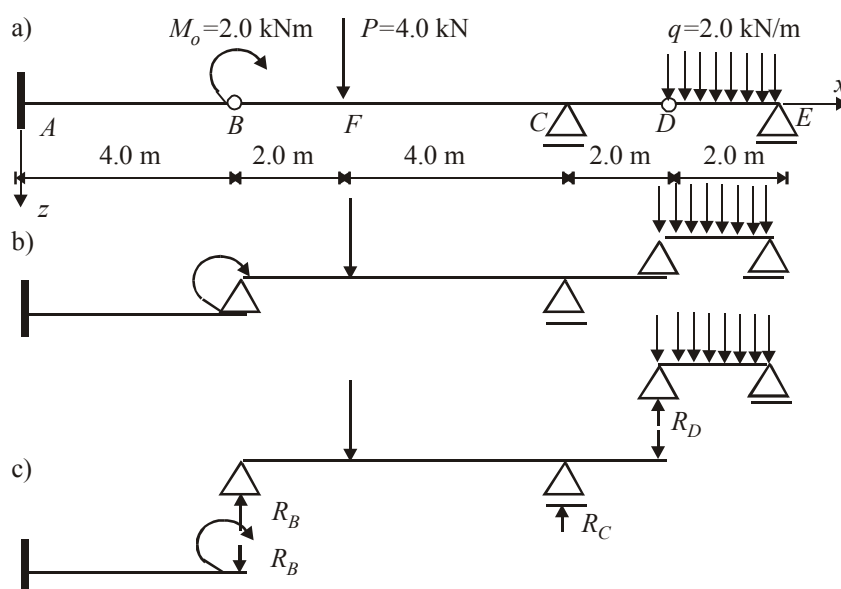 a)
M_o=2.0 kNm
P=4.0 kN
q=2.0 kN/m
x
A
B
F
C
D
E
4.0 m
2.0 m
4.0 m
2.0 m
2.0 m
z
b)
R_D
c)
R_B
R_C
R_B